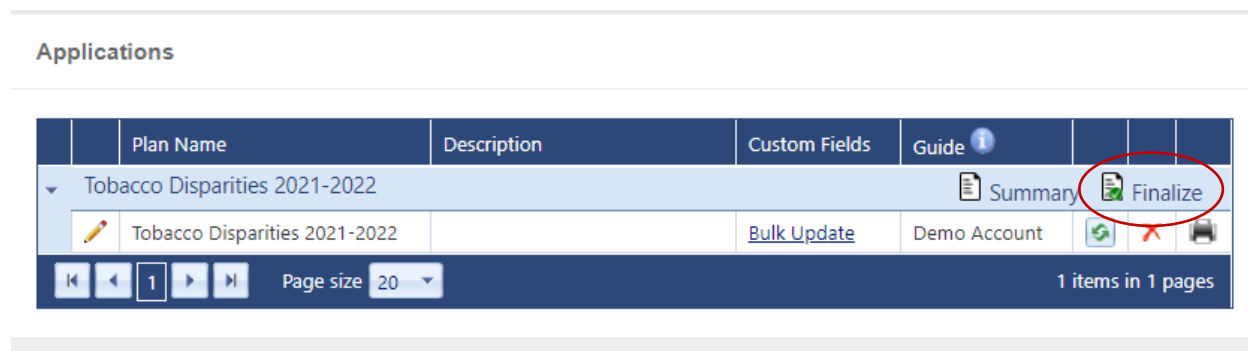 Applications
Plan Name Description Custom Fields Guide
Tobacco Disparities 2021-2022 Summary Finalize
Tobacco Disparities 2021-2022 Bulk Update Demo Account
1 Page size 20 1 items in 1 pages